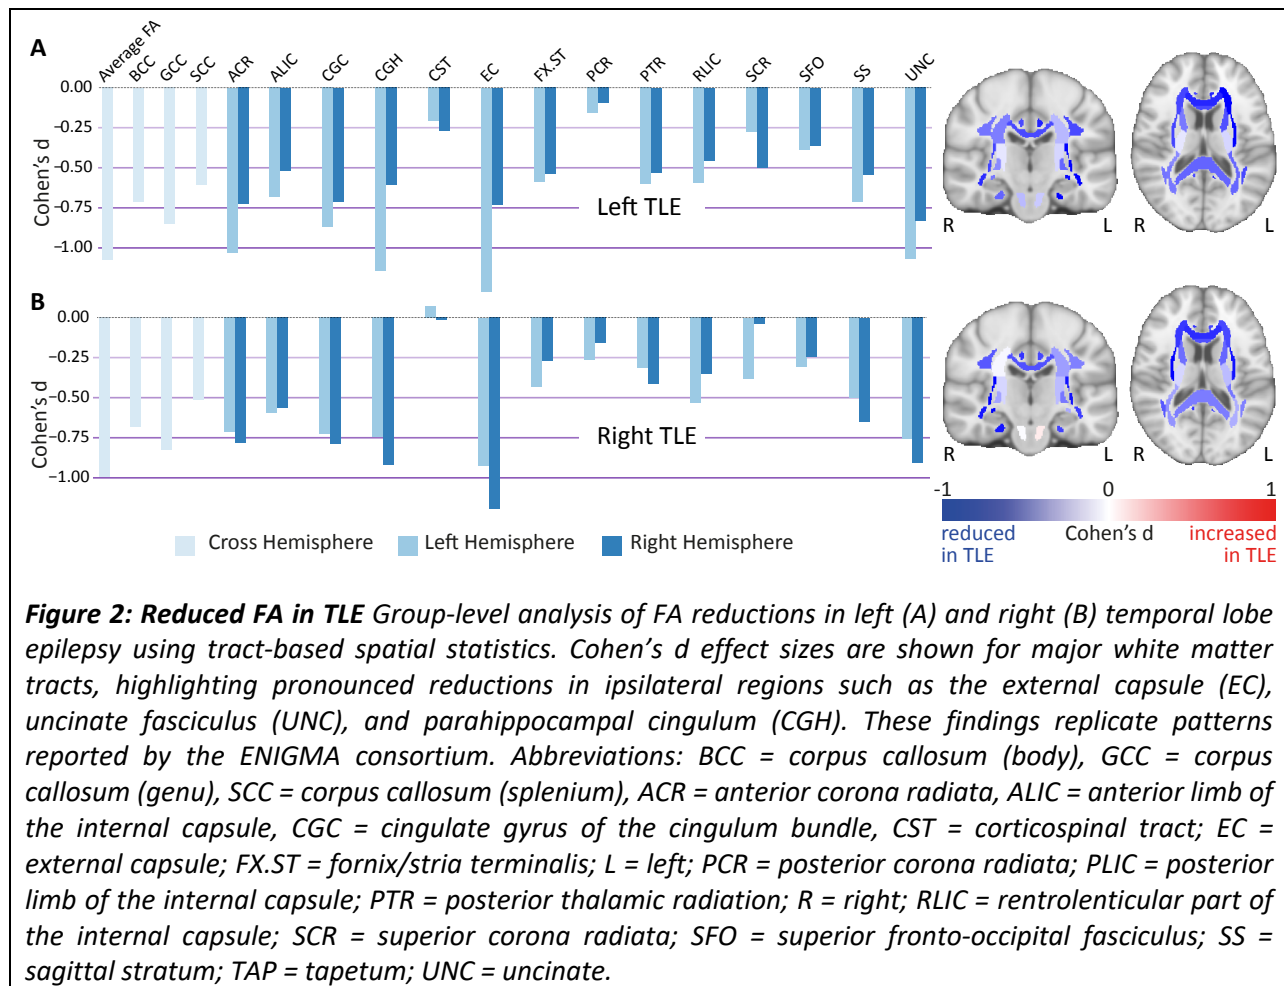 A
Average FA
BCC
GCC
SCC
ACR
ALIC
CGC
CGH
CST
EC
FX.ST
PCR
PTR
RLIC
SCR
SFO
SS
UNC
0.00
−0.25
−0.50
−0.75
−1.00
Cohen's d
Left TLE
R
L
R
L
B
0.00
−0.25
−0.50
−0.75
−1.00
Cohen's d
Right TLE
R
L
R
L
-1
0
1
reduced
in TLE
Cohen's d
increased
in TLE
Cross Hemisphere
Left Hemisphere
Right Hemisphere
Figure 2: Reduced FA in TLE Group-level analysis of FA reductions in left (A) and right (B) temporal lobe
epilepsy using tract-based spatial statistics. Cohen's d effect sizes are shown for major white matter
tracts, highlighting pronounced reductions in ipsilateral regions such as the external capsule (EC),
uncinate fasciculus (UNC), and parahippocampal cingulum (CGH). These findings replicate patterns
reported by the ENIGMA consortium. Abbreviations: BCC = corpus callosum (body), GCC = corpus
callosum (genu), SCC = corpus callosum (splenium), ACR = anterior corona radiata, ALIC = anterior limb of
the internal capsule, CGC = cingulate gyrus of the cingulum bundle, CST = corticospinal tract; EC =
external capsule; FX.ST = fornix/stria terminalis; L = left; PCR = posterior corona radiata; PLIC = posterior
limb of the internal capsule; PTR = posterior thalamic radiation; R = right; RLIC = rentrolenticular part of
the internal capsule; SCR = superior corona radiata; SFO = superior fronto-occipital fasciculus; SS =
sagittal stratum; TAP = tapetum; UNC = uncinate.